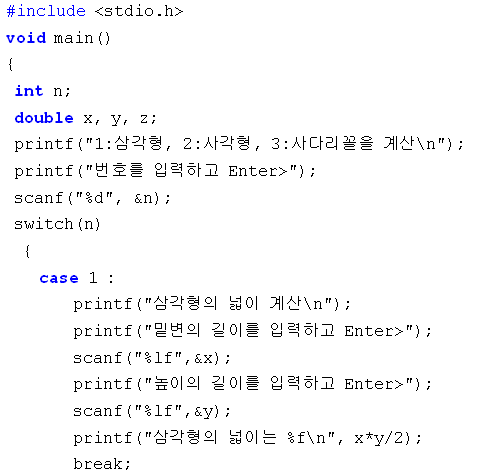 #include <stdio.h>
void main()
{
int n;
double x, y, z;
printf("1:삼각형, 2:사각형, 3:사다리꼴을 계산\n");
printf("번호를 입력하고 Enter>");
scanf("%d", &n);
switch(n)
{
case 1 :
printf("삼각형의 넓이 계산\n");
printf("밑변의 길이를 입력하고 Enter>");
scanf("%lf",&x);
printf("높이의 길이를 입력하고 Enter>");
scanf("%lf",&y);
printf("삼각형의 넓이는 %f\n", x*y/2);
break;